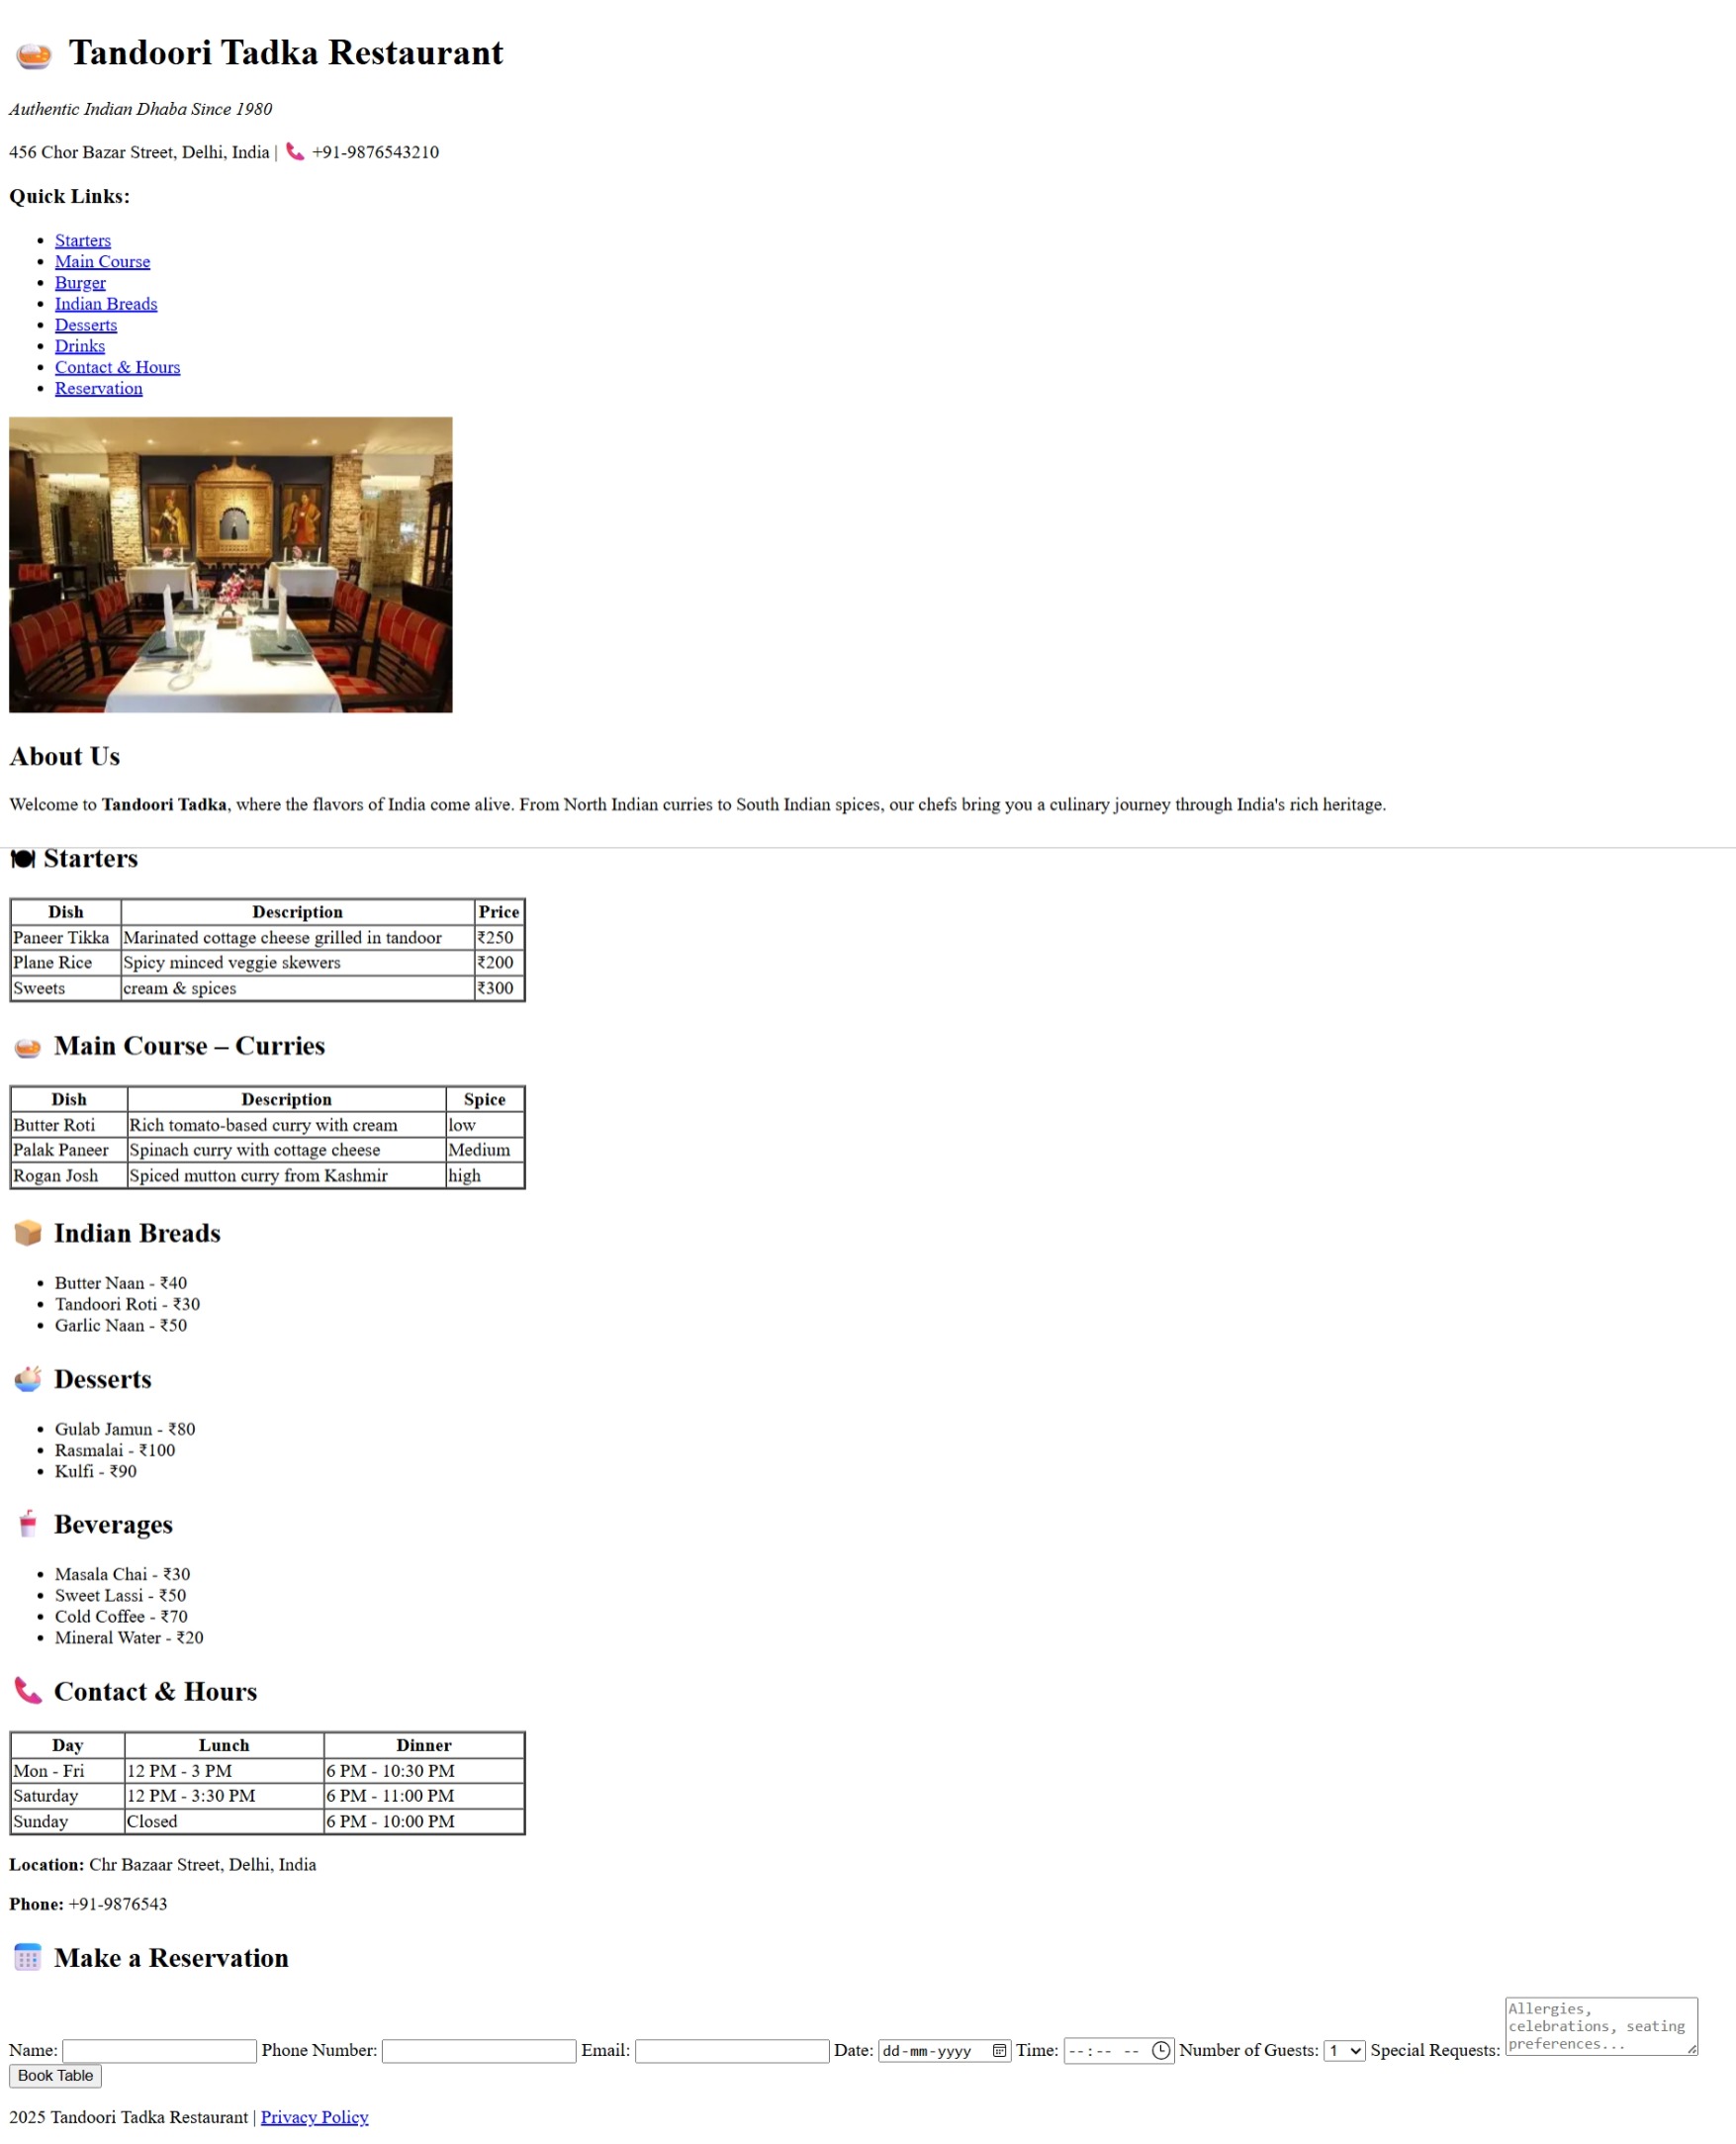 Tandoori Tadka Restaurant
Authentic Indian Dhaba Since 1980
456 Chor Bazar Street, Delhi, India | +91-9876543210
Quick Links:
Starters
Main Course
Burger
Indian Breads
Desserts
Drinks
Contact & Hours
Reservation
About Us
Welcome to Tandoori Tadka, where the flavors of India come alive. From North Indian curries to South Indian spices, our chefs bring you a culinary journey through India's rich heritage.
Starters
Dish Description Price
Paneer Tikka Marinated cottage cheese grilled in tandoor ₹250
Plane Rice Spicy minced veggie skewers ₹200
Sweets cream & spices ₹300
Main Course – Curries
Dish Description Spice
Butter Roti Rich tomato-based curry with cream low
Palak Paneer Spinach curry with cottage cheese Medium
Rogan Josh Spiced mutton curry from Kashmir high
Indian Breads
Butter Naan - ₹40
Tandoori Roti - ₹30
Garlic Naan - ₹50
Desserts
Gulab Jamun - ₹80
Rasmalai - ₹100
Kulfi - ₹90
Beverages
Masala Chai - ₹30
Sweet Lassi - ₹50
Cold Coffee - ₹70
Mineral Water - ₹20
Contact & Hours
Day Lunch Dinner
Mon - Fri 12 PM - 3 PM 6 PM - 10:30 PM
Saturday 12 PM - 3:30 PM 6 PM - 11:00 PM
Sunday Closed 6 PM - 10:00 PM
Location: Chr Bazaar Street, Delhi, India
Phone: +91-9876543
Make a Reservation
Allergies,
celebrations, seating
preferences...
Name: Phone Number: Email: Date: dd-mm-yyyy Time: --:-- -- Number of Guests: 1 Special Requests:
Book Table
2025 Tandoori Tadka Restaurant | Privacy Policy